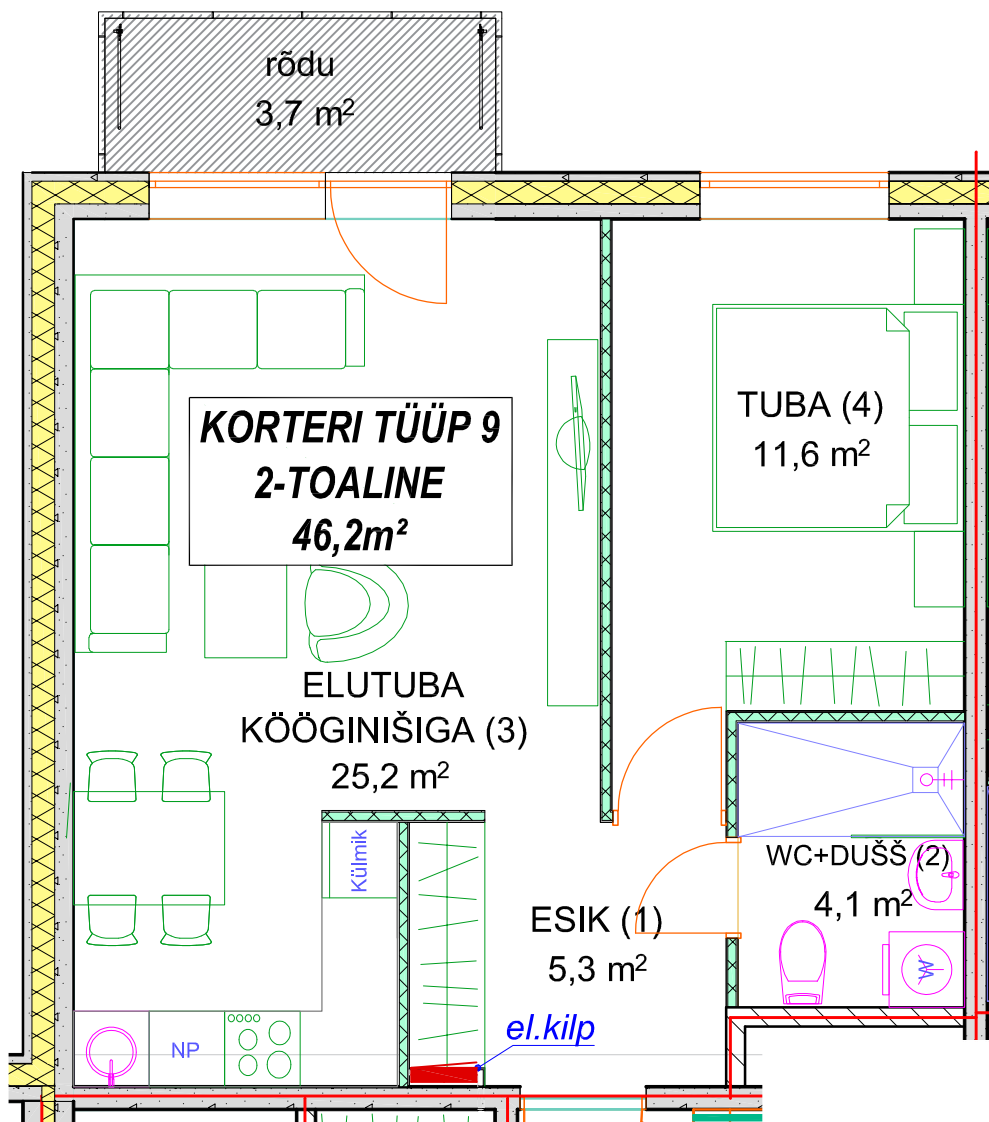 rõdu
3,7 m²
KORTERI TÜÜP 9
2-TOALINE
46,2m²
TUBA (4)
11,6 m²
ELUTUBA
KÖÖGINIŠIGA (3)
25,2 m²
Külmik
WC+DUŠŠ (2)
4,1 m²
ESIK (1)
5,3 m²
el.kilp
NP